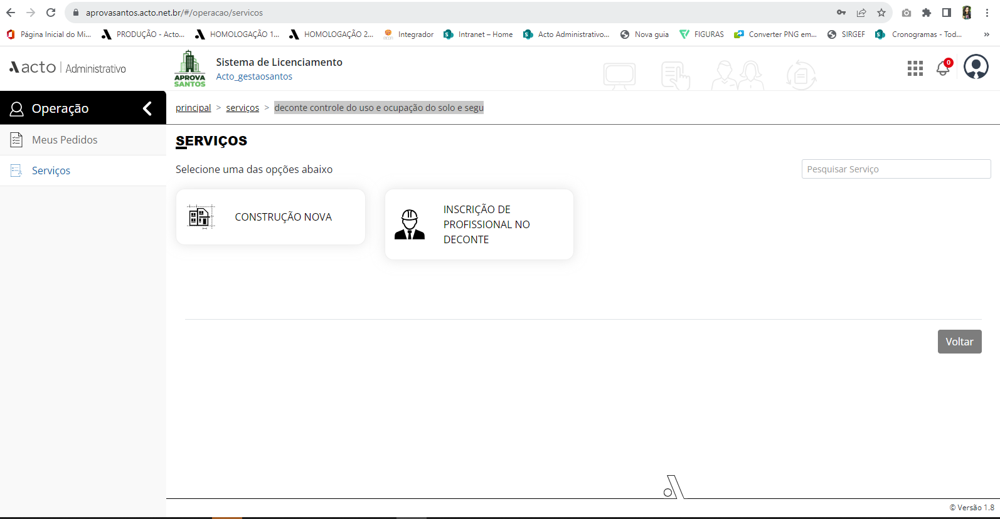 aprovasantos.acto.net.br/#/operacao/servicos
Página Inicial do Mi... PRODUÇÃO - Acto... HOMOLOGAÇÃO 1... HOMOLOGAÇÃO 2... Integrador Intranet – Home Acto Administrativo... Nova guia FIGURAS Converter PNG em... SIRGEF Cronogramas - Tod... »
acto | Administrativo
APROVA
SANTOS
Sistema de Licenciamento
Acto_gestaosantos
0
Operação
principal > serviços > deconte controle do uso e ocupação do solo e segu
Meus Pedidos
Serviços
SERVIÇOS
Selecione uma das opções abaixo
Pesquisar Serviço
CONSTRUÇÃO NOVA
INSCRIÇÃO DE
PROFISSIONAL NO
DECONTE
Voltar
© Versão 1.8